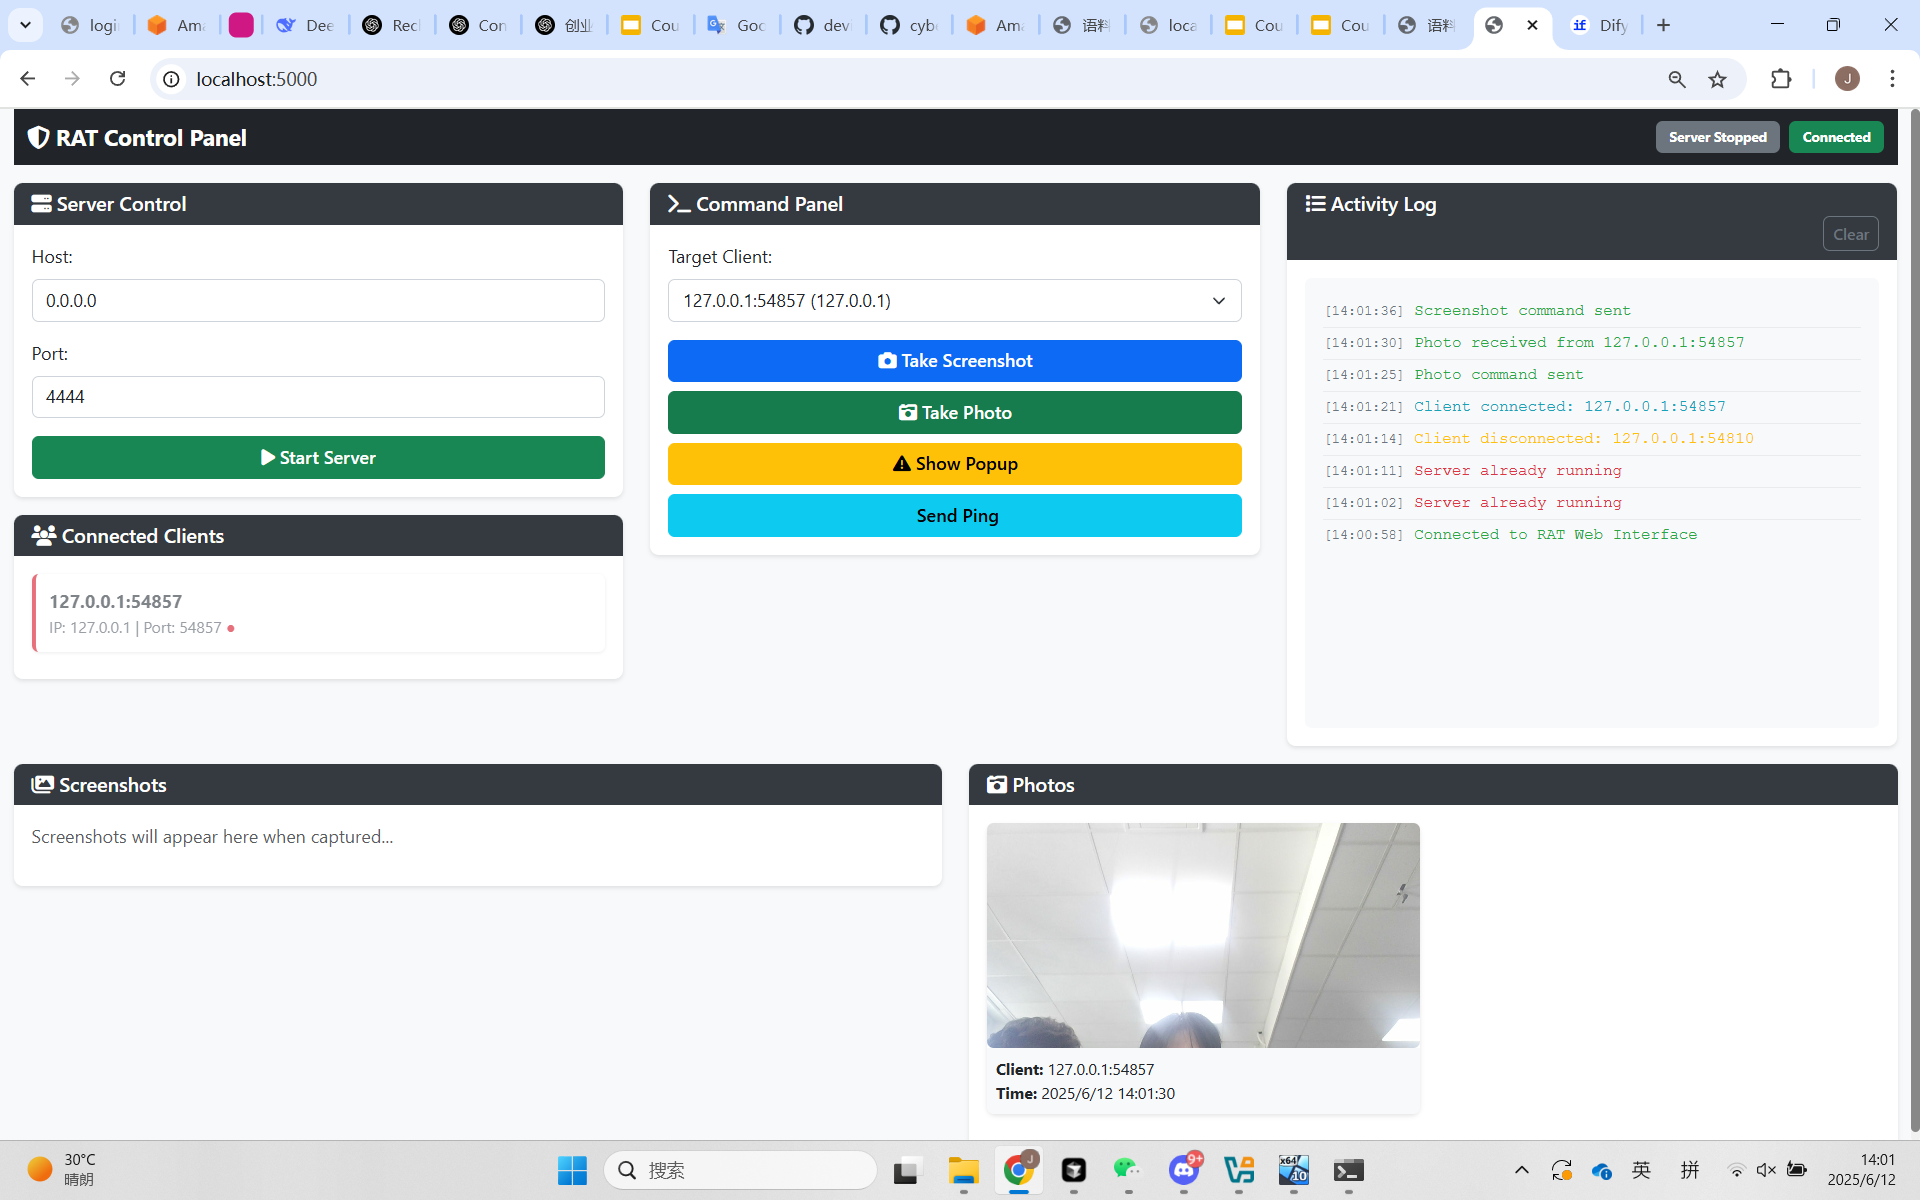 logi
Ama
Dee
Rec
Con
创业
Cou
Goo
dev
cyb
Ama
语料
loca
Cou
Cou
语料
Dify
localhost:5000
J
RAT Control Panel
Server Stopped
Connected
Server Control
Host:
0.0.0.0
Port:
4444
Start Server
Connected Clients
127.0.0.1:54857
IP: 127.0.0.1 | Port: 54857
Command Panel
Target Client:
127.0.0.1:54857 (127.0.0.1)
Take Screenshot
Take Photo
Show Popup
Send Ping
Activity Log
Clear
[14:01:36] Screenshot command sent
[14:01:30] Photo received from 127.0.0.1:54857
[14:01:25] Photo command sent
[14:01:21] Client connected: 127.0.0.1:54857
[14:01:14] Client disconnected: 127.0.0.1:54810
[14:01:11] Server already running
[14:01:02] Server already running
[14:00:58] Connected to RAT Web Interface
Screenshots
Screenshots will appear here when captured...
Photos
Client: 127.0.0.1:54857
Time: 2025/6/12 14:01:30
30°C
晴朗
搜索
J
9+
x64
10
英
拼
14:01
2025/6/12